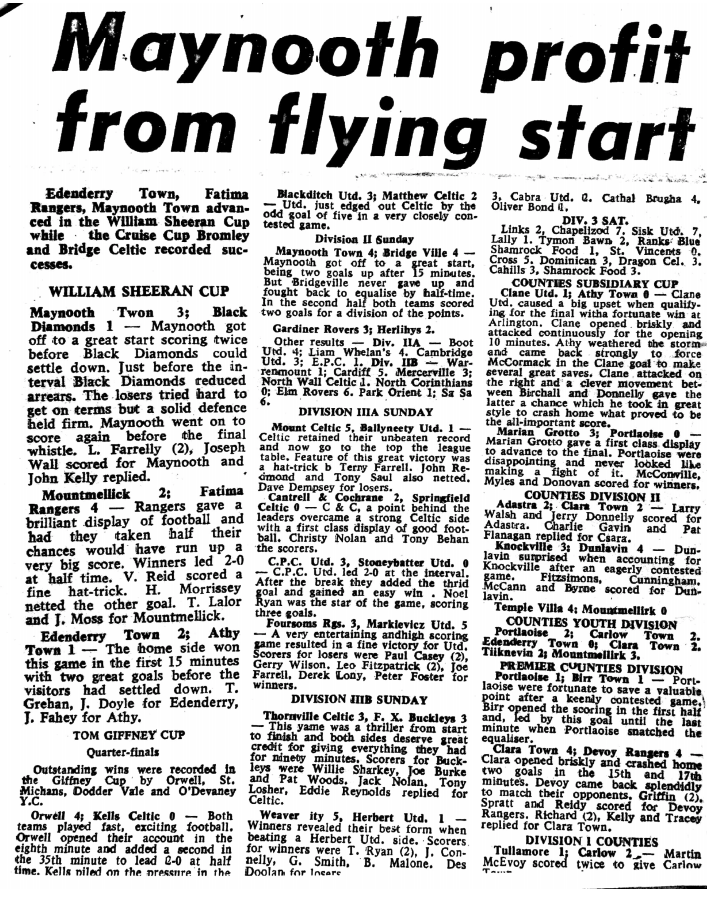 Maynooth profit
from flying start
Edenderry Town, Fatima
Rangers, Maynooth Town advan-
ced in the William Sheeran Cup
while the Cruise Cup Bromley
and Bridge Celtic recorded suc-
cesses.
WILLIAM SHEERAN CUP
Maynooth Twon 3; Black
Diamonds 1 — Maynooth got
off to a great start scoring twice
before Black Diamonds could
settle down. Just before the in-
terval Black Diamonds reduced
arrears. The losers tried hard to
get on terms but a solid defence
held firm. Maynooth went on to
score again before the final
whistle. L. Farrelly (2), Joseph
Wall scored for Maynooth and
John Kelly replied.
Mountmellick 2; Fatima
Rangers 4 — Rangers gave a
brilliant display of football and
had they taken half their
chances would have run up a
very big score. Winners led 2-0
at half time. V. Reid scored a
fine hat-trick. H. Morrissey
netted the other goal. T. Lalor
and J. Moss for Mountmellick.
Edenderry Town 2; Athy
Town 1 — The home side won
this game in the first 15 minutes
with two great goals before the
visitors had settled down. T.
Grehan, J. Doyle for Edenderry,
J. Fahey for Athy.
TOM GIFFNEY CUP
Quarter-finals
Outstanding wins were recorded in
the Giffney Cup by Orwell, St.
Michans, Dodder Vale and O'Devaney
Y.C.
Orwell 4; Kells Celtic 0 — Both
teams played fast, exciting football.
Orwell opened their account in the
eighth minute and added a second in
the 35th minute to lead 2-0 at half
time. Kells piled on the pressure in the
Blackditch Utd. 3; Matthew Celtic 2
— Utd. just edged out Celtic by the
odd goal of five in a very closely con-
tested game.
Division II Sunday
Maynooth Town 4; Bridge Ville 4 —
Maynooth got off to a great start,
being two goals up after 15 minutes.
But Bridgeville never gave up and
fought back to equalise by half-time.
In the second half both teams scored
two goals for a division of the points.
Gardiner Rovers 3; Herlihys 2.
Other results — Div. IIA — Boot
Utd. 4; Liam Whelan's 4. Cambridge
Utd. 3; E.P.C. 1. Div. IIB — War-
renmount 1; Cardiff 5. Mercerville 3;
North Wall Celtic 1. North Corinthians
0; Elm Rovers 6. Park Orient 1; Sa Sa
6.
DIVISION IIIA SUNDAY
Mount Celtic 5, Ballyneety Utd. 1 —
Celtic retained their unbeaten record
and now go to the top the league
table. Feature of this great victory was
a hat-trick b Terry Farrell. John Re-
dmond and Tony Saul also netted.
Dave Dempsey for losers.
Cantrell & Cochrane 2, Springfield
Celtic 0 — C & C, a point behind the
leaders overcame a strong Celtic side
with a first class display of good foot-
ball. Christy Nolan and Tony Behan
the scorers.
C.P.C. Utd. 3, Stoneybatter Utd. 0
— C.P.C. Utd. led 2-0 at the interval.
After the break they added the thrid
goal and gained an easy win . Noel
Ryan was the star of the game, scoring
three goals.
Foursoms Rgs. 3, Markievicz Utd. 5
— A very entertaining andhigh scoring
game resulted in a fine victory for Utd.
Scorers for losers were Paul Casey (2),
Gerry Wilson. Leo Fitzpatrick (2), Joe
Farrell, Derek Lony, Peter Foster for
winners.
DIVISION JIIB SUNDAY
Thornville Celtic 3, F. X. Buckleys 3
— This yame was a thriller from start
to finish and both sides deserve great
credit for giving everything they had
for ninety minutes. Scorers for Buck-
leys were Willie Sharkey, Joe Burke
and Pat Woods, Jack Nolan, Tony
Losher, Eddie Reynolds replied for
Celtic.
Weaver ity 5, Herbert Utd. 1 —
Winners revealed their best form when
beating a Herbert Utd. side. Scorers
for winners were T. Ryan (2), J. Con-
nelly, G. Smith, B. Malone. Des
Doolan for losers
3, Cabra Utd. 2. Cathal Brugha 4,
Oliver Bond 1.
DIV. 3 SAT.
Links 2, Chapelizod 7. Sisk Utd. 7,
Lally 1. Tymon Bawn 2, Ranks Blue
Shamrock Food 1, St. Vincents 0.
Cross 5. Dominican 3, Dragon Cel. 3.
Cahills 3, Shamrock Food 3.
COUNTIES SUBSIDIARY CUP
Clane Utd. 1; Athy Town 0 — Clane
Utd. caused a big upset when qualify-
ing for the final witha fortunate win at
Arlington. Clane opened briskly and
attacked continuously for the opening
10 minutes. Athy weathered the storm
and came back strongly to force
McCormack in the Clane goal to make
several great saves. Clane attacked on
the right and a clever movement bet-
ween Birchall and Donnelly gave the
latter a chance which he took in great
style to crash home what proved to be
the all-important score.
Marian Grotto 3; Portlaoise 0 —
Marian Grotto gave a first class display
to advance to the final. Portlaoise were
disappointing and never looked like
making a fight of it. McConville,
Myles and Donovan scored for winners.
COUNTIES DIVISION II
Adastra 2; Clara Town 2 — Larry
Walsh and Jerry Donnelly scored for
Adastra. Charlie Gavin and Pat
Flanagan replied for Csara.
Knockville 3; Dunlavin 4 — Dun-
lavin surprised when accounting for
Knockville after an eagerly contested
game. Fitzsimons, Cunningham,
McCann and Byrne scored for Dun-
lavin.
Temple Villa 4; Mountmellirk 0
COUNTIES YOUTH DIVISION
Portlaoise 2; Carlow Town 2.
Edenderry Town 0; Clara Town 2.
Tilknevin 2; Mountmellirk 3.
PREMIER COUNTIES DIVISION
Portlaoise 1; Birr Town 1 — Port-
laoise were fortunate to save a valuable
point after a keenly contested game.
Birr opened the scoring in the first half
and, led by this goal until the last
minute when Portlaoise snatched the
equaliser.
Clara Town 4; Devoy Rangers 4 —
Clara opened briskly and crashed home
two goals in the 15th and 17th
minutes. Devoy came back splendidly
to match their opponents. Griffin (2),
Spratt and Reidy scored for Devoy
Rangers. Richard (2), Kelly and Tracey
replied for Clara Town.
DIVISION 1 COUNTIES
Tullamore 1; Carlow 2 — Martin
McEvoy scored twice to give Carlow